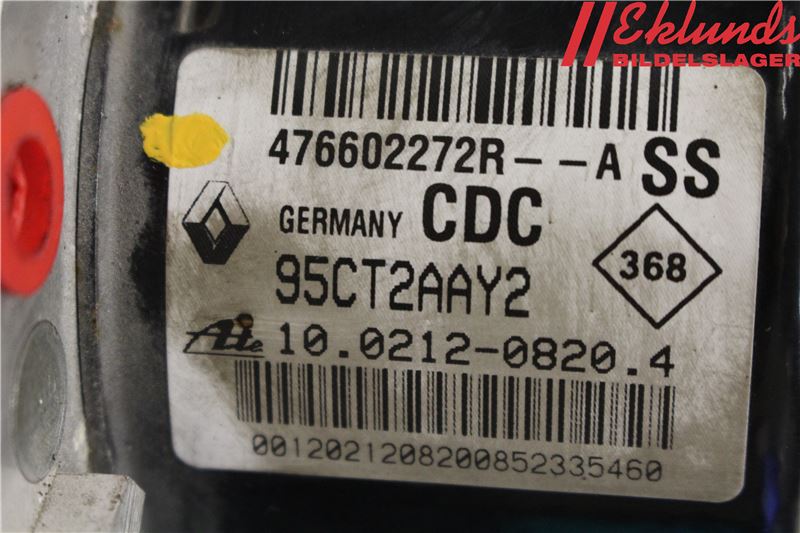 Eklunds
BILDELSLAGER
476602272R--A SS
GERMANY CDC
368
95CT2AAY2
Ate 10.0212-0820.4
0012021208200852335460